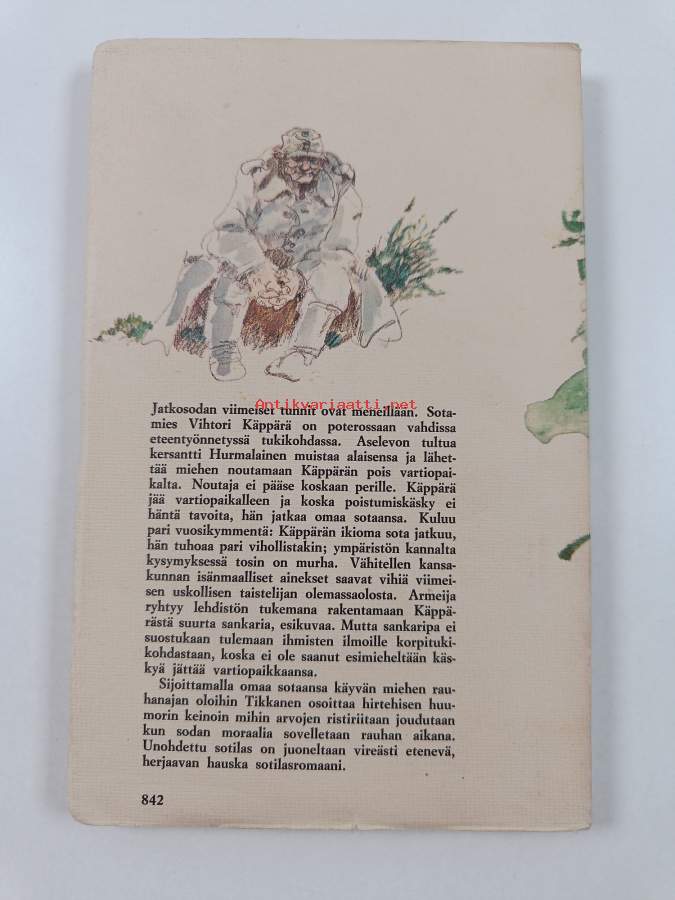 Antikvariaatti.net
Jatkosodan viimeiset tunnit ovat meneillään. Sota-
mies Vihtori Käppärä on poterossaan vahdissa
eteentyönnetyssä tukikohdassa. Aselevon tultua
kersantti Hurmalainen muistaa alaisensa ja lähet-
tää miehen noutamaan Käppärän pois vartiopai-
kalta. Noutaja ei pääse koskaan perille. Käppärä
jää vartiopaikalleen ja koska poistumiskäsky ei
häntä tavoita, hän jatkaa omaa sotaansa. Kuluu
pari vuosikymmentä: Käppärän ikioma sota jatkuu,
hän tuhoaa pari vihollistakin; ympäristön kannalta
kysymyksessä tosin on murha. Vähitellen kansa-
kunnan isänmaalliset ainekset saavat vihiä viimei-
sen uskollisen taistelijan olemassaolosta. Armeija
ryhtyy lehdistön tukemana rakentamaan Käppä-
rästä suurta sankaria, esikuvaa. Mutta sankaripa ei
suostukaan tulemaan ihmisten ilmoille korpituki-
kohdastaan, koska ei ole saanut esimieheltään käs-
kyä jättää vartiopaikkaansa.
Sijoittamalla omaa sotaansa käyvän miehen rau-
hanajan oloihin Tikkanen osoittaa hirtehisen huu-
morin keinoin mihin arvojen ristiriitaan joudutaan
kun sodan moraalia sovelletaan rauhan aikana.
Unohdettu sotilas on juoneltaan vireästi etenevä,
herjaavan hauska sotilasromaani.
842